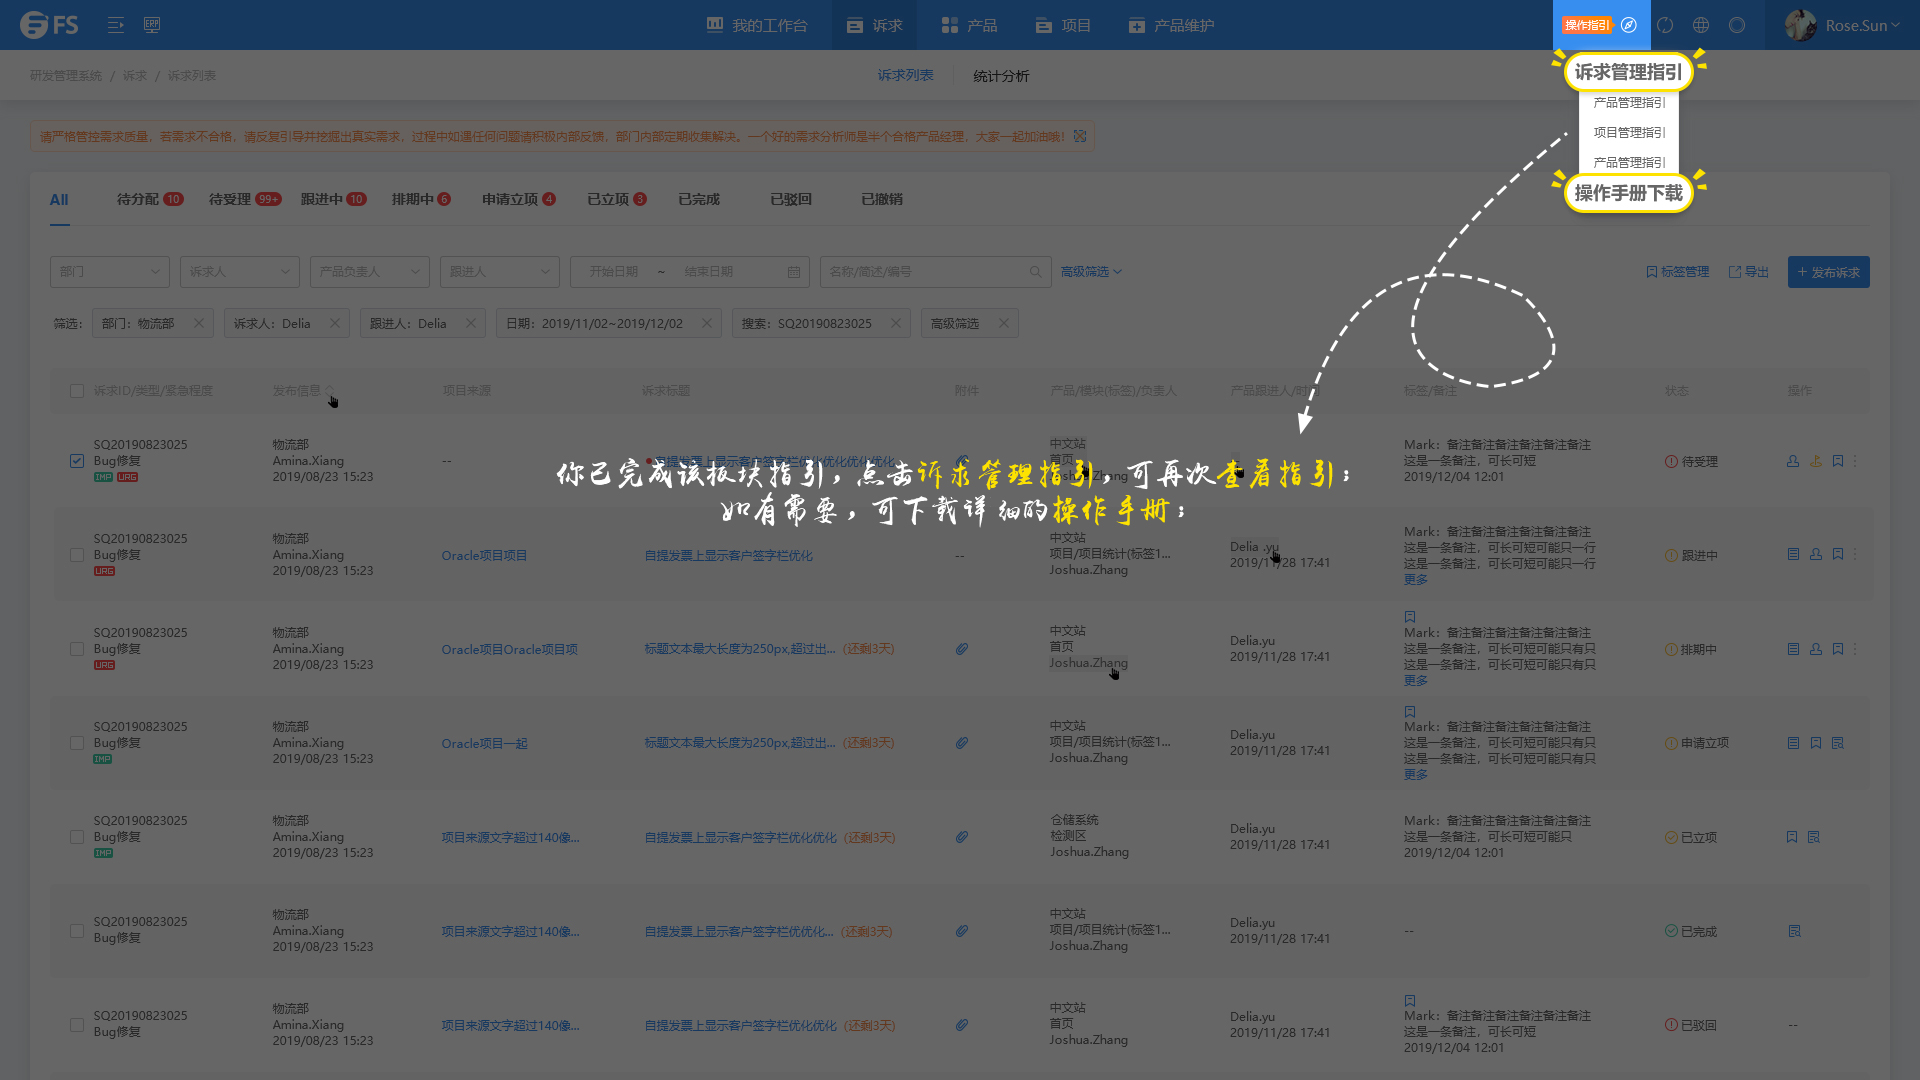 FS
ERP
我的工作台
诉求
产品
项目
产品维护
操作指引
Rose.Sun
研发管理系统 / 诉求 / 诉求列表
诉求列表
统计分析
诉求管理指引
产品管理指引
项目管理指引
产品管理指引
操作手册下载
请严格管控需求质量，若需求不合格，请反复引导并挖掘出真实需求，过程中如遇任何问题请积极内部反馈，部门内部定期收集解决。一个好的需求分析师是半个合格产品经理，大家一起加油哦！
All 待分配 10 待受理 99+ 跟进中 10 排期中 6 申请立项 4 已立项 3 已完成 已驳回 已撤销
部门 诉求人 产品负责人 跟进人 开始日期 ~ 结束日期 名称/简述/编号 高级筛选
标签管理 导出 + 发布诉求
筛选： 部门：物流部 诉求人：Delia 跟进人：Delia 日期：2019/11/02~2019/12/02 搜索：SQ20190823025 高级筛选
诉求ID/类型/紧急程度 发布信息 项目来源 诉求标题 附件 产品/模块(标签)/负责人 产品跟进人/时间 标签/备注 状态 操作
SQ20190823025
Bug修复
IMP URG
物流部
Amina.Xiang
2019/08/23 15:23
--
自提发票上显示客户签字栏优化优化优化优化
中文站
首页
Joshua.Zhang
--
Mark：备注备注备注备注备注备注
这是一条备注，可长可短
2019/12/04 12:01
待受理
你已完成该板块指引，点击诉求管理指引，可再次查看指引；
如有需要，可下载详细的操作手册；
SQ20190823025
Bug修复
URG
物流部
Amina.Xiang
2019/08/23 15:23
Oracle项目项目
自提发票上显示客户签字栏优化
--
中文站
项目/项目统计(标签1...
Joshua.Zhang
Delia .yu
2019/11/28 17:41
Mark：备注备注备注备注备注备注
这是一条备注，可长可短可能只一行
这是一条备注，可长可短可能只一行
更多
跟进中
SQ20190823025
Bug修复
URG
物流部
Amina.Xiang
2019/08/23 15:23
Oracle项目Oracle项目项
标题文本最大长度为250px,超过出... (还剩3天)
中文站
首页
Joshua.Zhang
Delia.yu
2019/11/28 17:41
Mark：备注备注备注备注备注备注
这是一条备注，可长可短可能只有只
这是一条备注，可长可短可能只有只
更多
排期中
SQ20190823025
Bug修复
IMP
物流部
Amina.Xiang
2019/08/23 15:23
Oracle项目一起
标题文本最大长度为250px,超过出... (还剩3天)
中文站
项目/项目统计(标签1...
Joshua.Zhang
Delia.yu
2019/11/28 17:41
Mark：备注备注备注备注备注备注
这是一条备注，可长可短可能只有只
这是一条备注，可长可短可能只有只
更多
申请立项
SQ20190823025
Bug修复
IMP
物流部
Amina.Xiang
2019/08/23 15:23
项目来源文字超过140像...
自提发票上显示客户签字栏优化优化 (还剩3天)
仓储系统
检测区
Joshua.Zhang
Delia.yu
2019/11/28 17:41
Mark：备注备注备注备注备注备注
这是一条备注，可长可短可能只
2019/12/04 12:01
已立项
SQ20190823025
Bug修复
物流部
Amina.Xiang
2019/08/23 15:23
项目来源文字超过140像...
自提发票上显示客户签字栏优化优化... (还剩3天)
中文站
项目/项目统计(标签1...
Joshua.Zhang
Delia.yu
2019/11/28 17:41
--
已完成
SQ20190823025
Bug修复
物流部
Amina.Xiang
2019/08/23 15:23
项目来源文字超过140像...
自提发票上显示客户签字栏优化优化 (还剩3天)
中文站
首页
Joshua.Zhang
Delia.yu
2019/11/28 17:41
Mark：备注备注备注备注备注备注
这是一条备注，可长可短
2019/12/04 12:01
已驳回
--